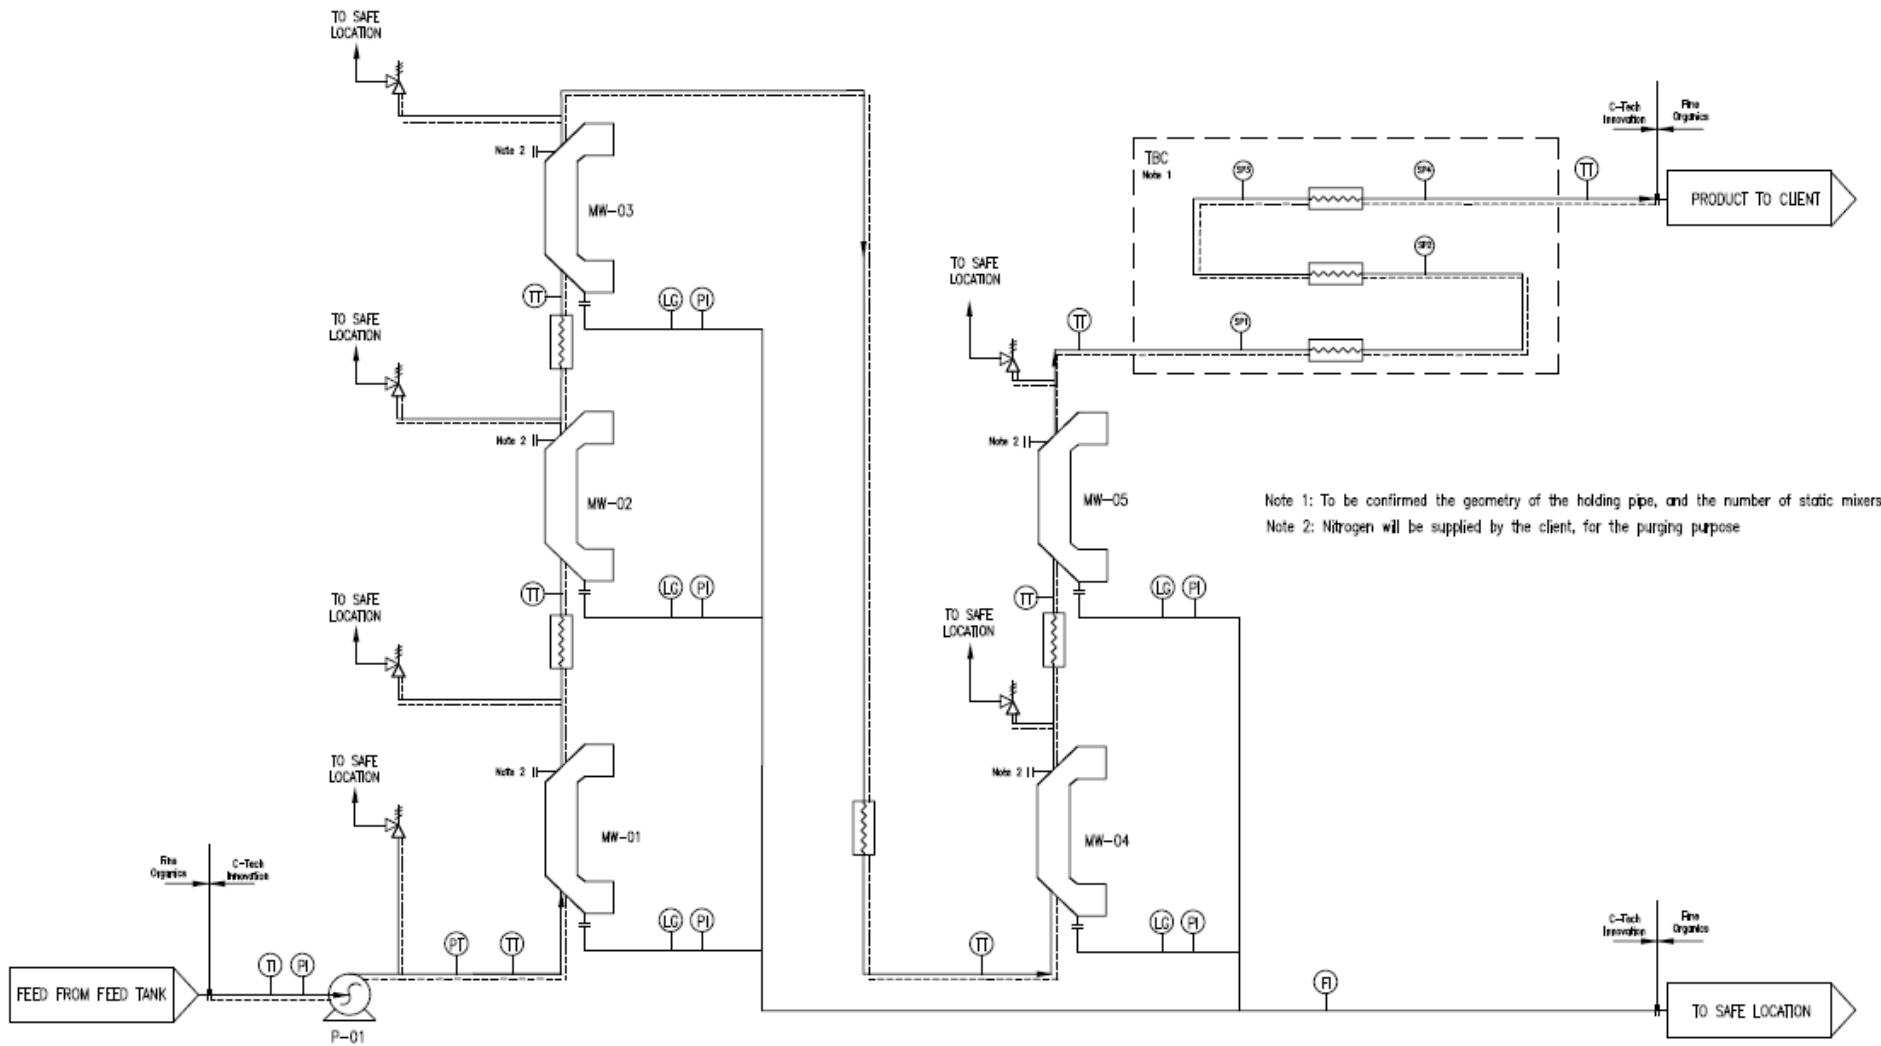 TO SAFE
LOCATION
Note 2
MW-03
TT
LG
PI
TO SAFE
LOCATION
Note 2
MW-02
TT
LG
PI
TO SAFE
LOCATION
TO SAFE
LOCATION
Note 2
MW-01
LG
PI
Fine
Organics
C-Tech
Innovation
FEED FROM FEED TANK
TI
PI
P-01
PT
TT
TO SAFE
LOCATION
TT
Note 2
MW-05
TT
LG
PI
TO SAFE
LOCATION
Note 2
MW-04
TT
LG
PI
TBC
Note 1
SP3
SP4
SP2
SP1
TT
C-Tech
Innovation
Fine
Organics
PRODUCT TO CLIENT
Note 1: To be confirmed the geometry of the holding pipe, and the number of static mixers
Note 2: Nitrogen will be supplied by the client, for the purging purpose
FI
C-Tech
Innovation
Fine
Organics
TO SAFE LOCATION